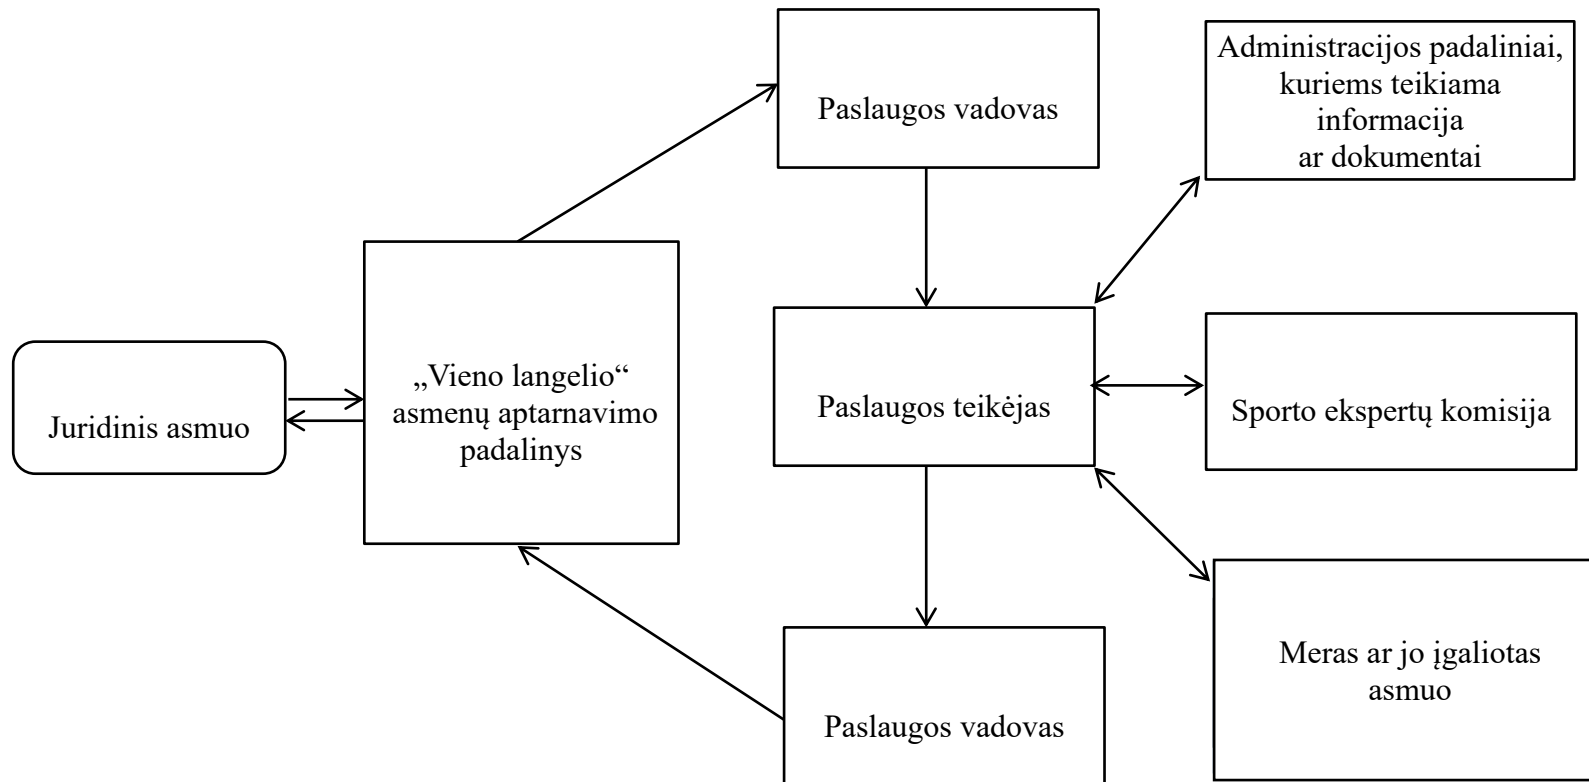 Paslaugos vadovas
Administracijos padaliniai,
kuriems teikiama
informacija
ar dokumentai
Juridinis asmuo
„Vieno langelio“
asmenų aptarnavimo
padalinys
Paslaugos teikėjas
Sporto ekspertų komisija
Paslaugos vadovas
Meras ar jo įgaliotas
asmuo